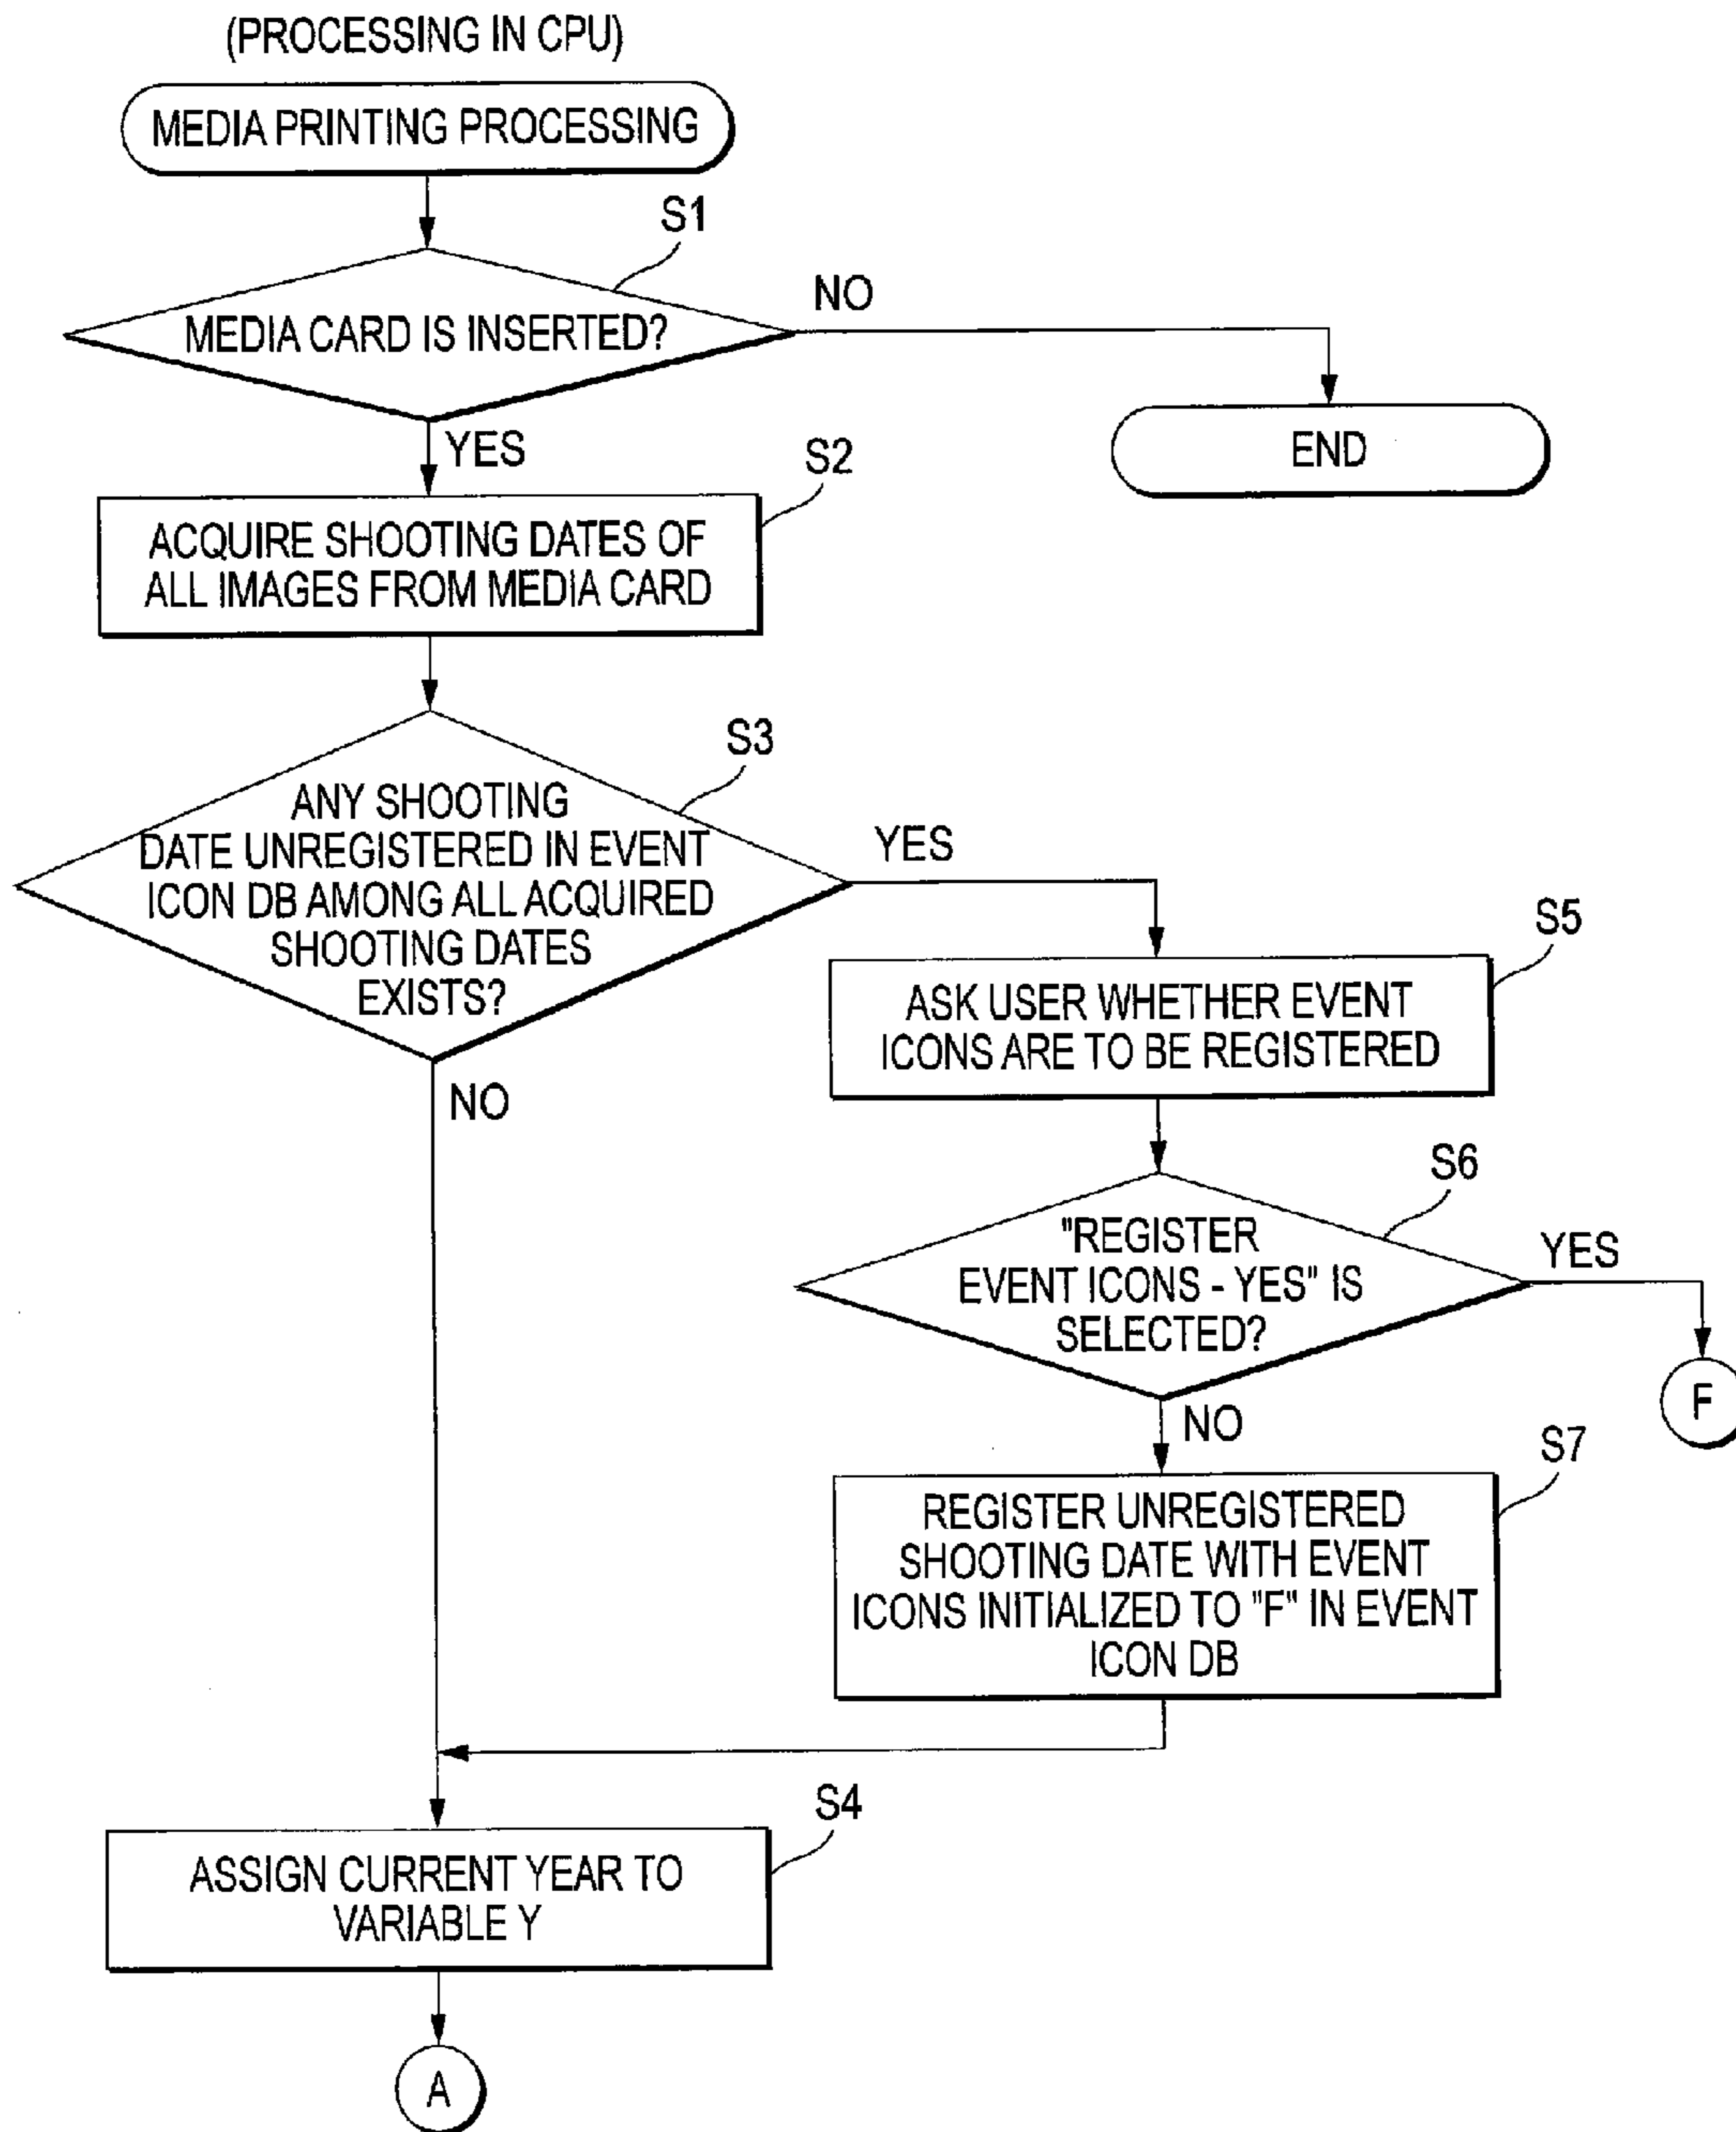 (PROCESSING IN CPU)
MEDIA PRINTING PROCESSING
S1
MEDIA CARD IS INSERTED?
NO
END
YES
S2
ACQUIRE SHOOTING DATES OF
ALL IMAGES FROM MEDIA CARD
S3
ANY SHOOTING
DATE UNREGISTERED IN EVENT
ICON DB AMONG ALL ACQUIRED
SHOOTING DATES
EXISTS?
YES
NO
S5
ASK USER WHETHER EVENT
ICONS ARE TO BE REGISTERED
S6
"REGISTER
EVENT ICONS - YES" IS
SELECTED?
YES
F
NO
S7
REGISTER UNREGISTERED
SHOOTING DATE WITH EVENT
ICONS INITIALIZED TO "F" IN EVENT
ICON DB
S4
ASSIGN CURRENT YEAR TO
VARIABLE Y
A